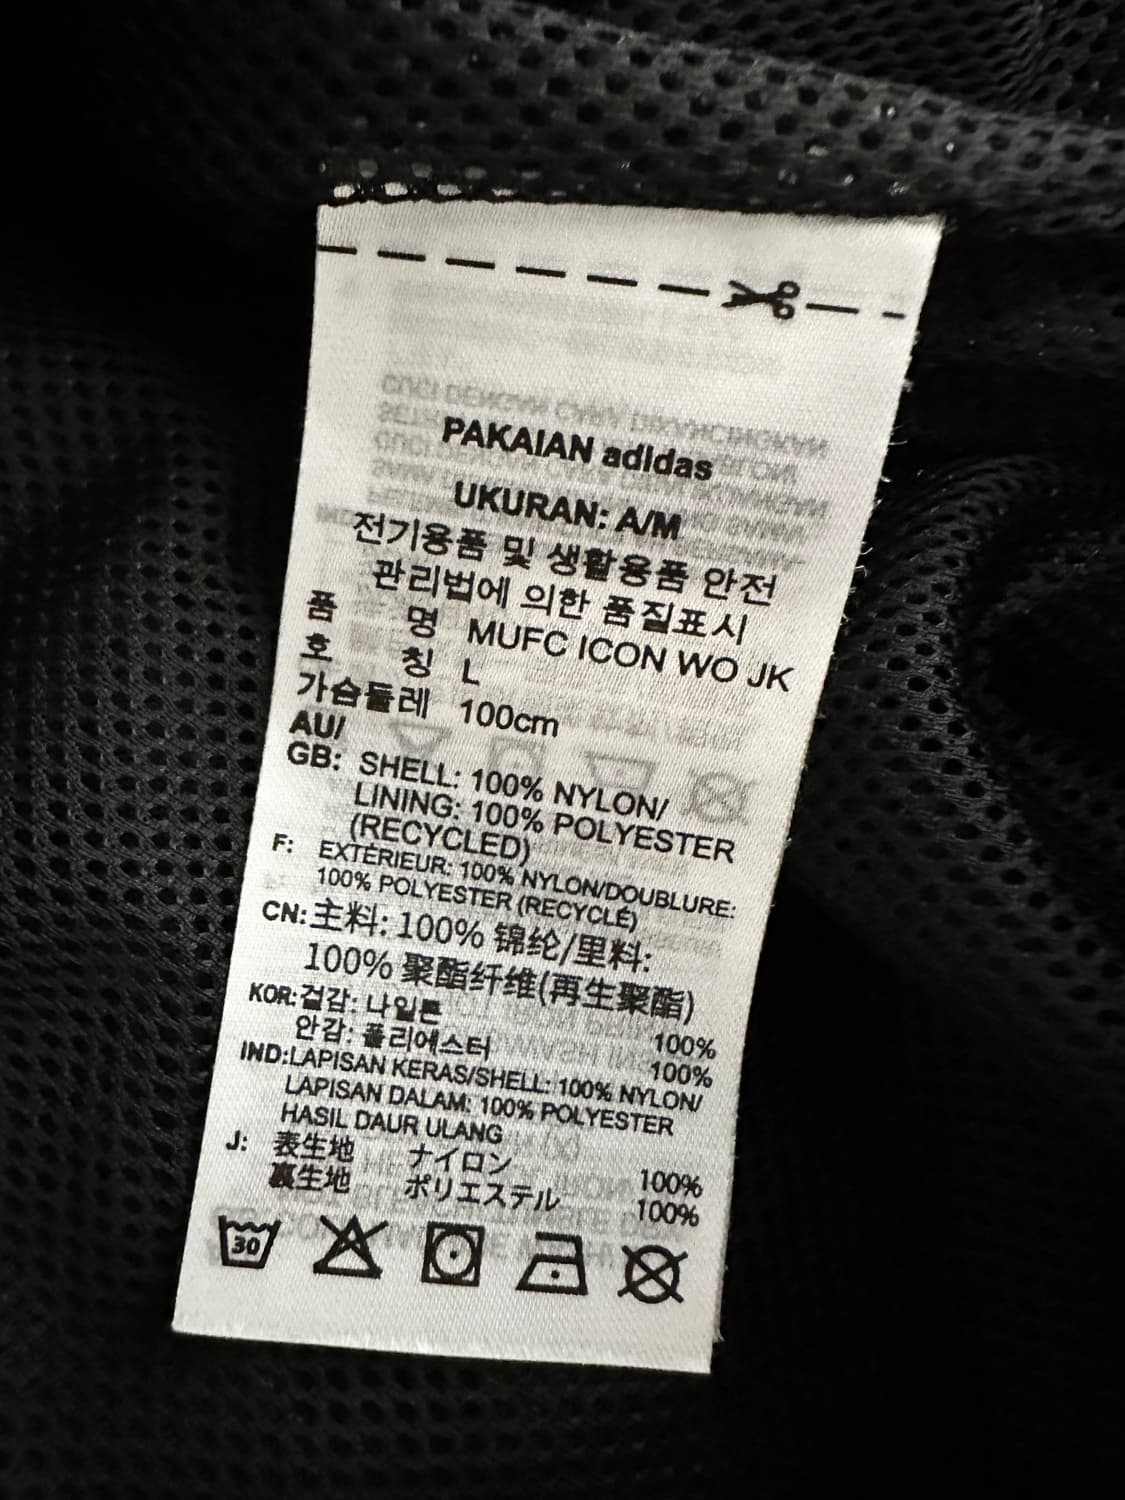 PAKAIAN adidas
UKURAN: A/M
전기용품 및 생활용품 안전
관리법에 의한 품질표시
품 명 MUFC ICON WO JK
호 칭 L
가슴둘레 100cm
AU/
GB: SHELL: 100% NYLON/
LINING: 100% POLYESTER
(RECYCLED)
F: EXTÉRIEUR: 100% NYLON/DOUBLURE:
100% POLYESTER (RECYCLÉ)
CN: 主料: 100% 锦纶/里料:
100% 聚酯纤维(再生聚酯)
KOR: 겉감: 나일론 100%
안감: 폴리에스터 100%
IND: LAPISAN KERAS/SHELL: 100% NYLON/
LAPISAN DALAM: 100% POLYESTER
HASIL DAUR ULANG
J: 表生地 ナイロン 100%
裏生地 ポリエステル 100%
30